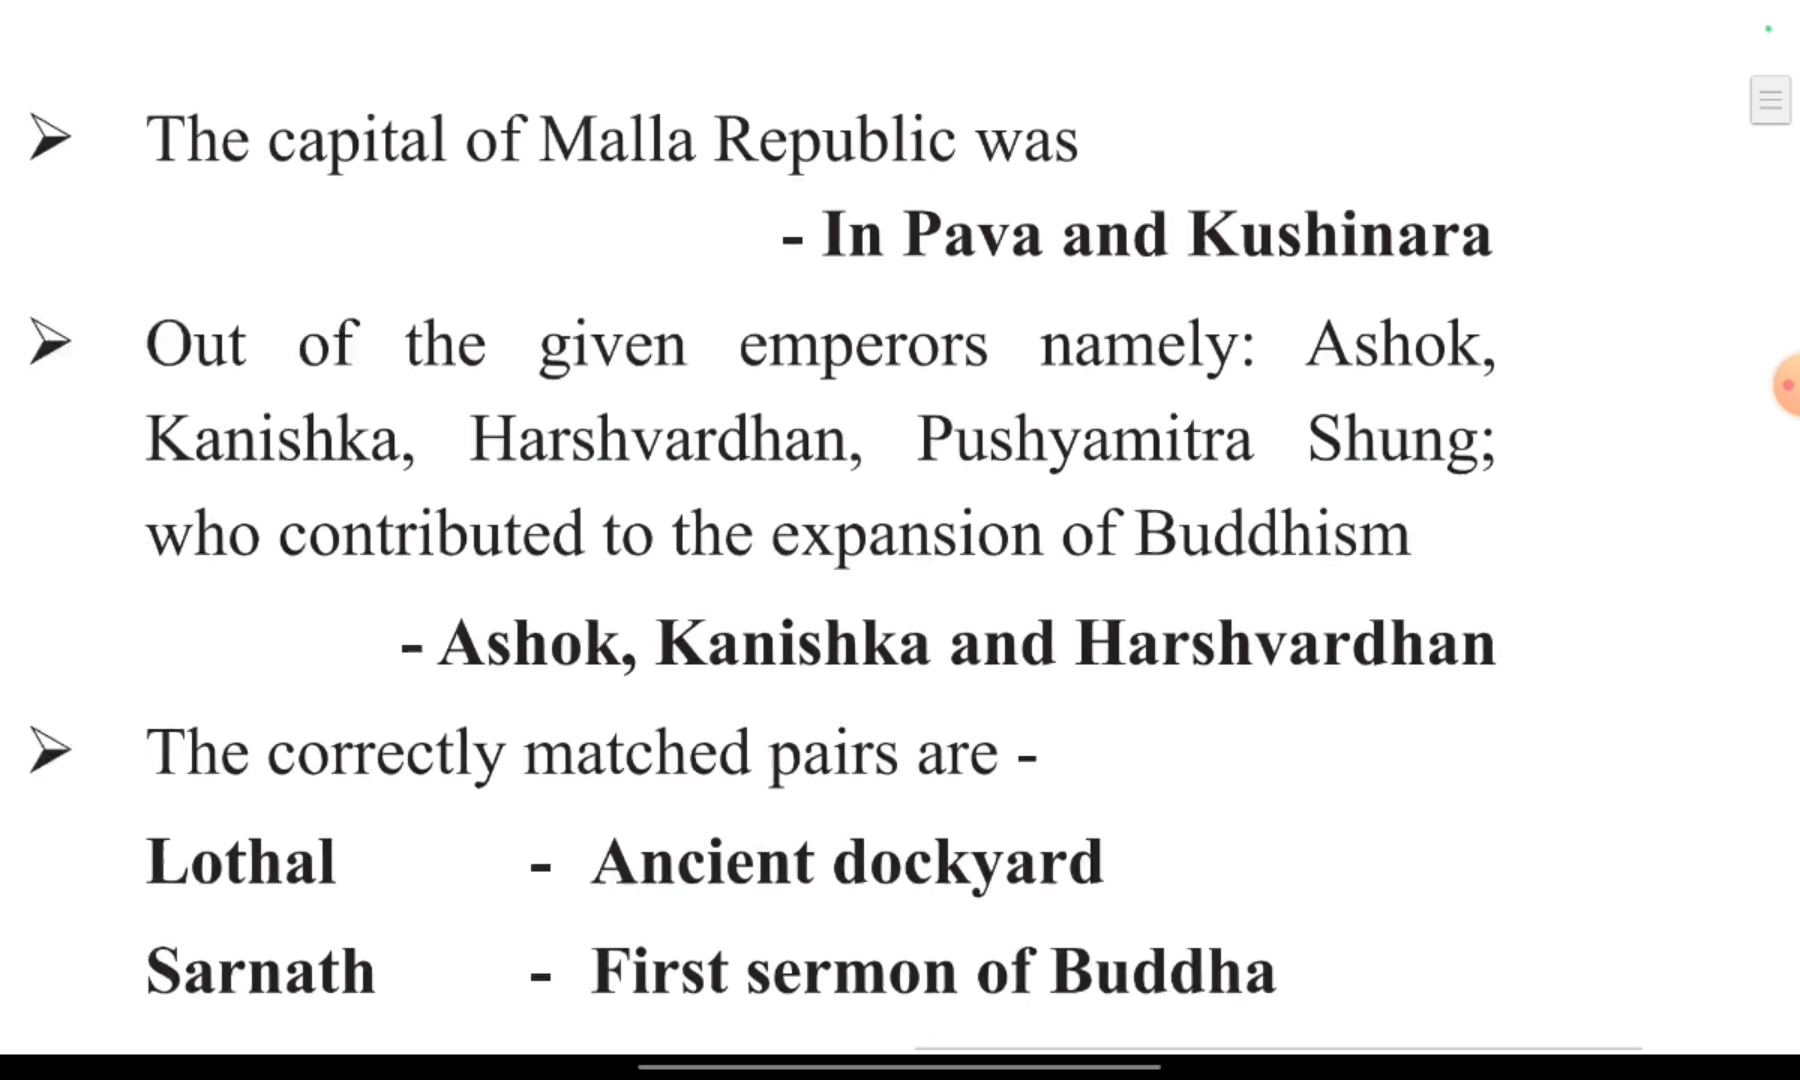 ➢ The capital of Malla Republic was
- In Pava and Kushinara
➢ Out of the given emperors namely: Ashok,
Kanishka, Harshvardhan, Pushyamitra Shung;
who contributed to the expansion of Buddhism
- Ashok, Kanishka and Harshvardhan
➢ The correctly matched pairs are -
Lothal - Ancient dockyard
Sarnath - First sermon of Buddha